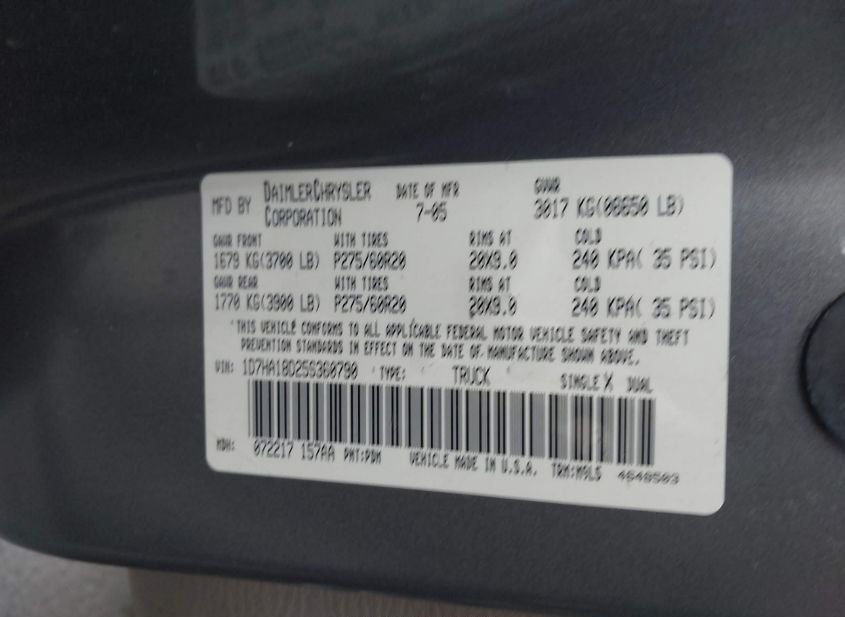 MFD BY DAIMLERCHRYSLER CORPORATION DATE OF MFR 7-05 GVWR 3017 KG(06650 LB)
GAWR FRONT WITH TIRES RIMS AT COLD
1679 KG(3700 LB) P275/60R20 20X9.0 240 KPA( 35 PSI)
GAWR REAR WITH TIRES RIMS AT COLD
1770 KG(3900 LB) P275/60R20 20X9.0 240 KPA( 35 PSI)
THIS VEHICLE CONFORMS TO ALL APPLICABLE FEDERAL MOTOR VEHICLE SAFETY AND THEFT
PREVENTION STANDARDS IN EFFECT ON THE DATE OF MANUFACTURE SHOWN ABOVE.
VIN: 1D7HA18D25S360790 TYPE: TRUCK SINGLE X DUAL
MDH: 072217 157AA PNT:PDM VEHICLE MADE IN U.S.A. TRM:M9L5 4648503